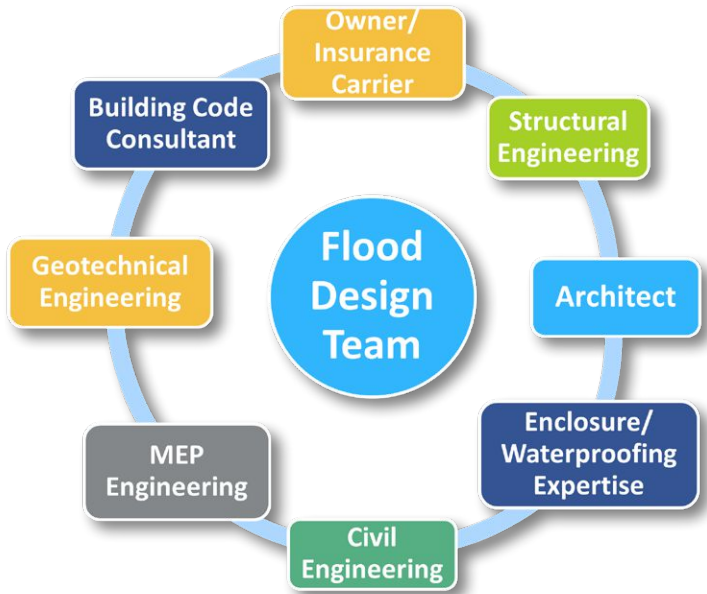 Owner/
Insurance
Carrier
Structural
Engineering
Architect
Enclosure/
Waterproofing
Expertise
Civil
Engineering
MEP
Engineering
Geotechnical
Engineering
Building Code
Consultant
Flood
Design
Team